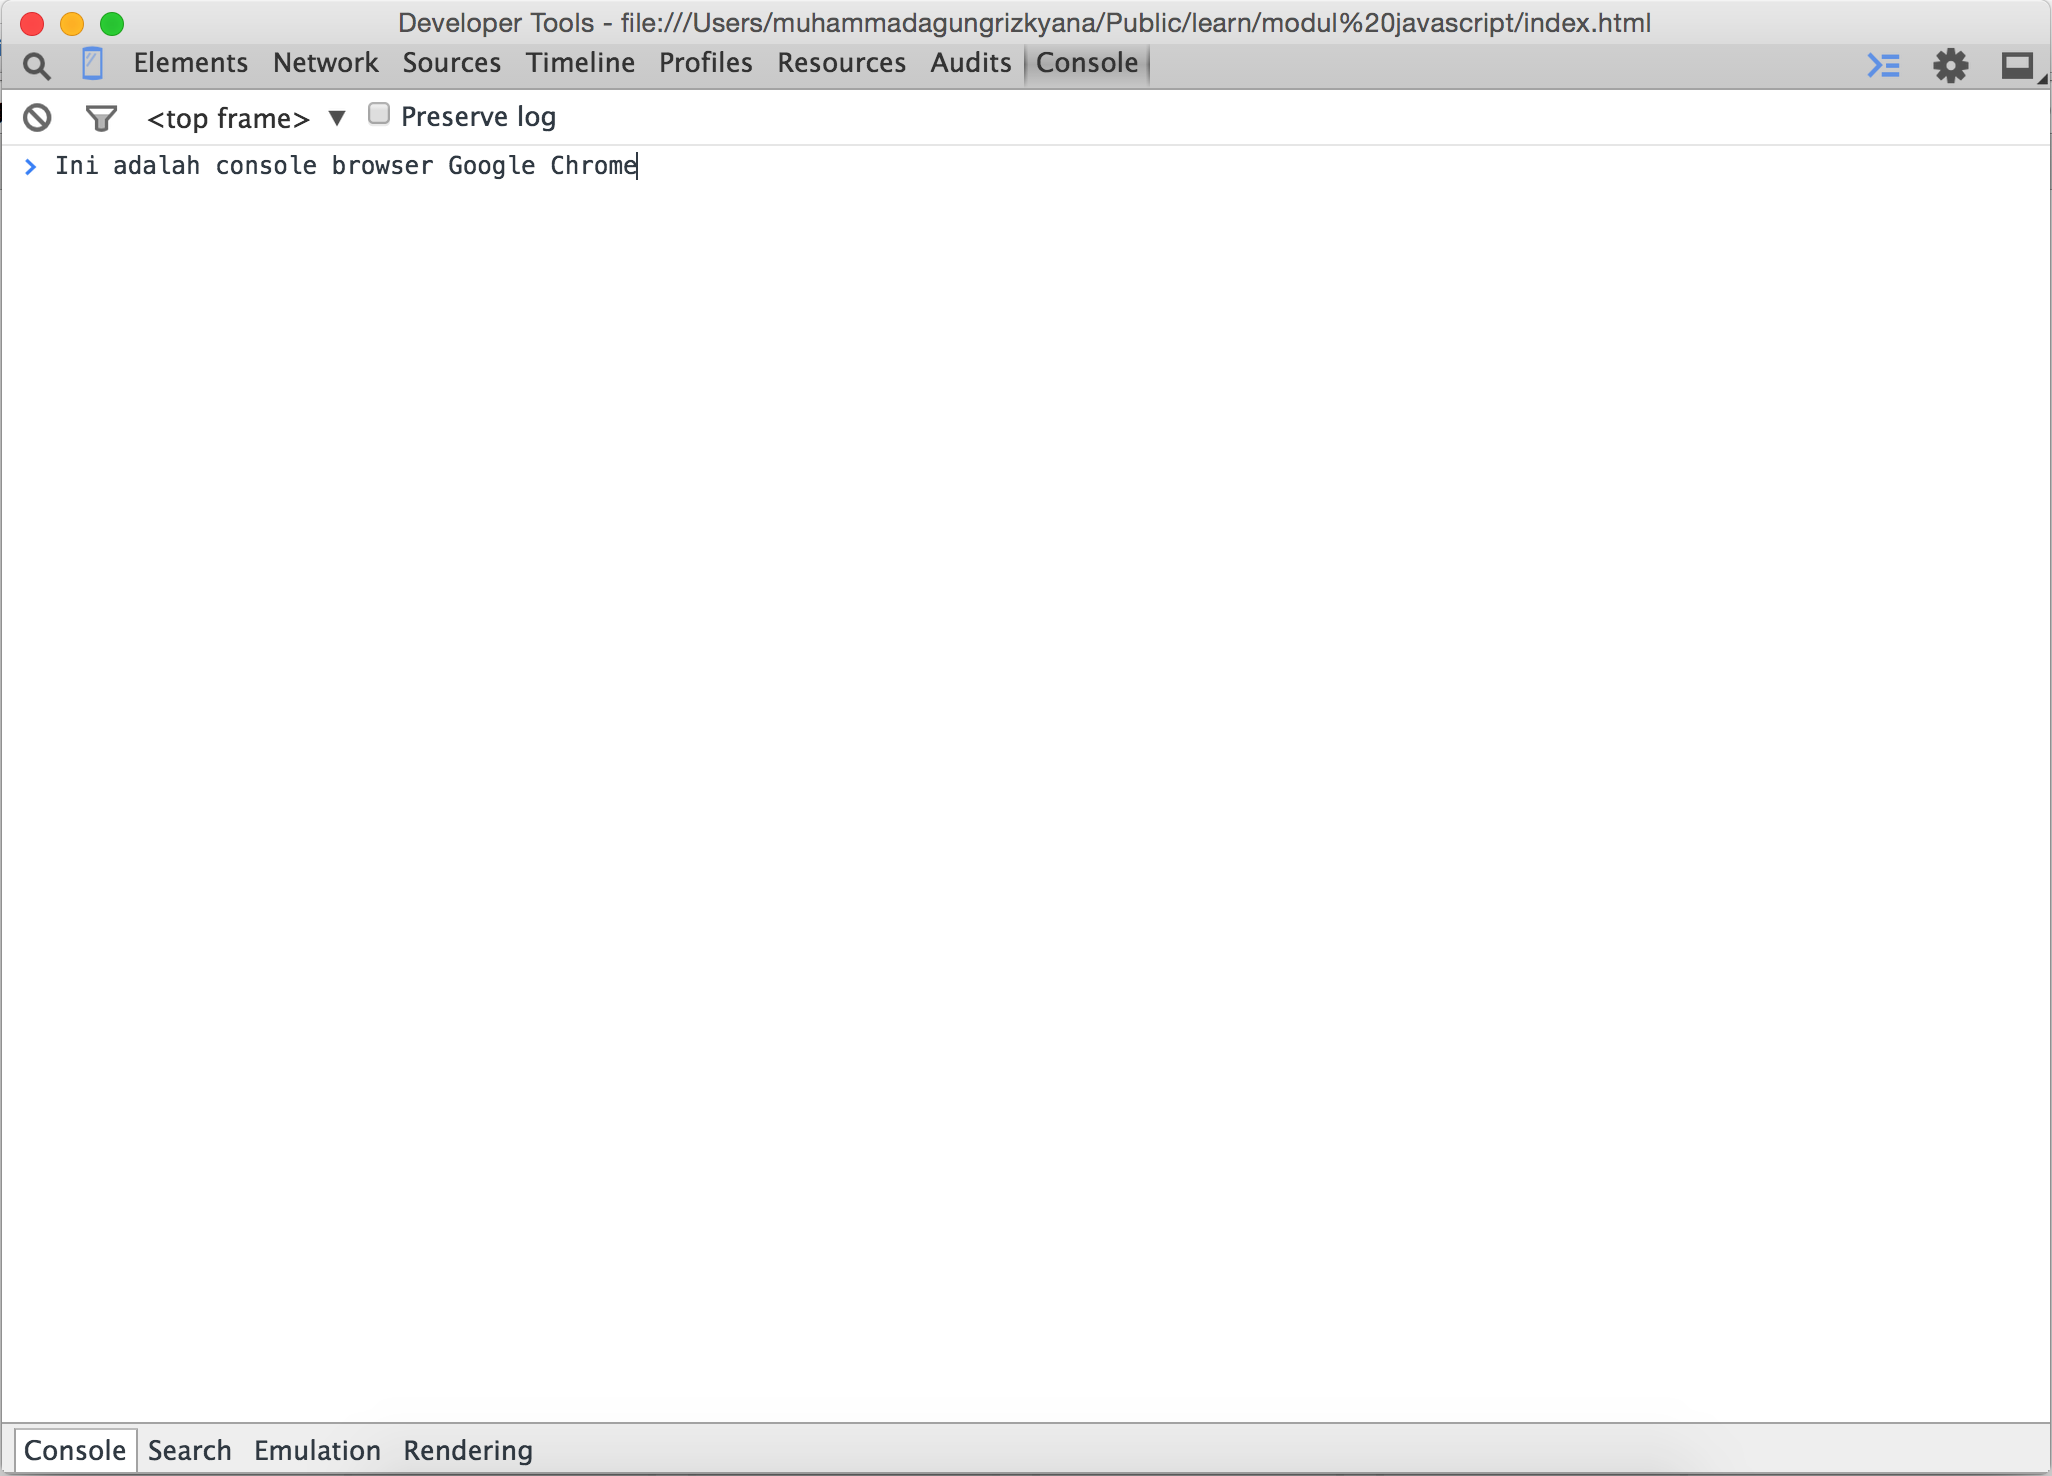 Developer Tools - file:///Users/muhammadagungrizkyana/Public/learn/modul%20javascript/index.html
Elements Network Sources Timeline Profiles Resources Audits Console
<top frame> ▼ Preserve log
> Ini adalah console browser Google Chrome
Console Search Emulation Rendering